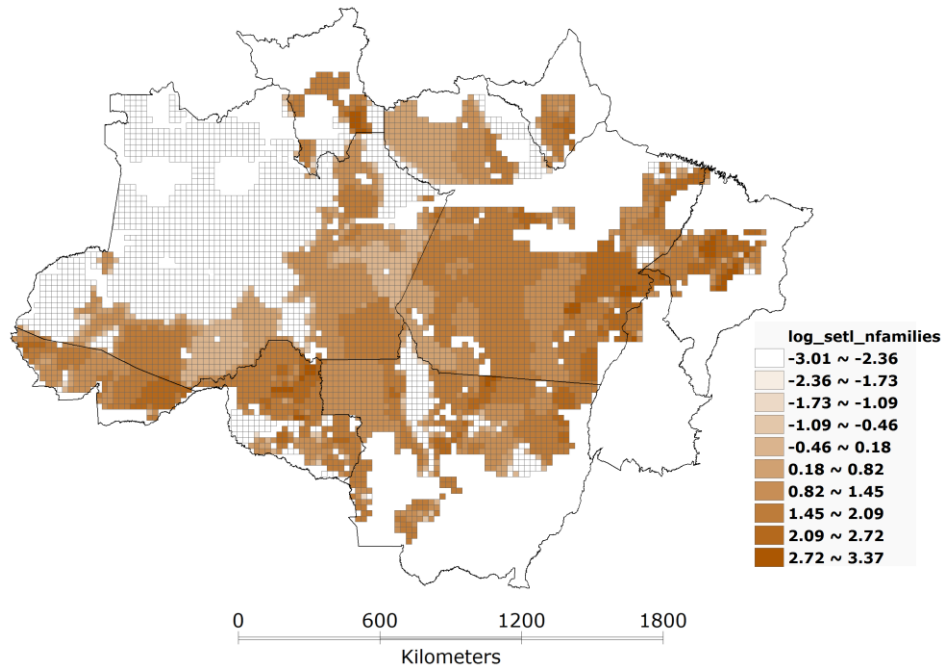 log_setl_nfamilies
-3.01 ~ -2.36
-2.36 ~ -1.73
-1.73 ~ -1.09
-1.09 ~ -0.46
-0.46 ~ 0.18
0.18 ~ 0.82
0.82 ~ 1.45
1.45 ~ 2.09
2.09 ~ 2.72
2.72 ~ 3.37
0 600 1200 1800
Kilometers